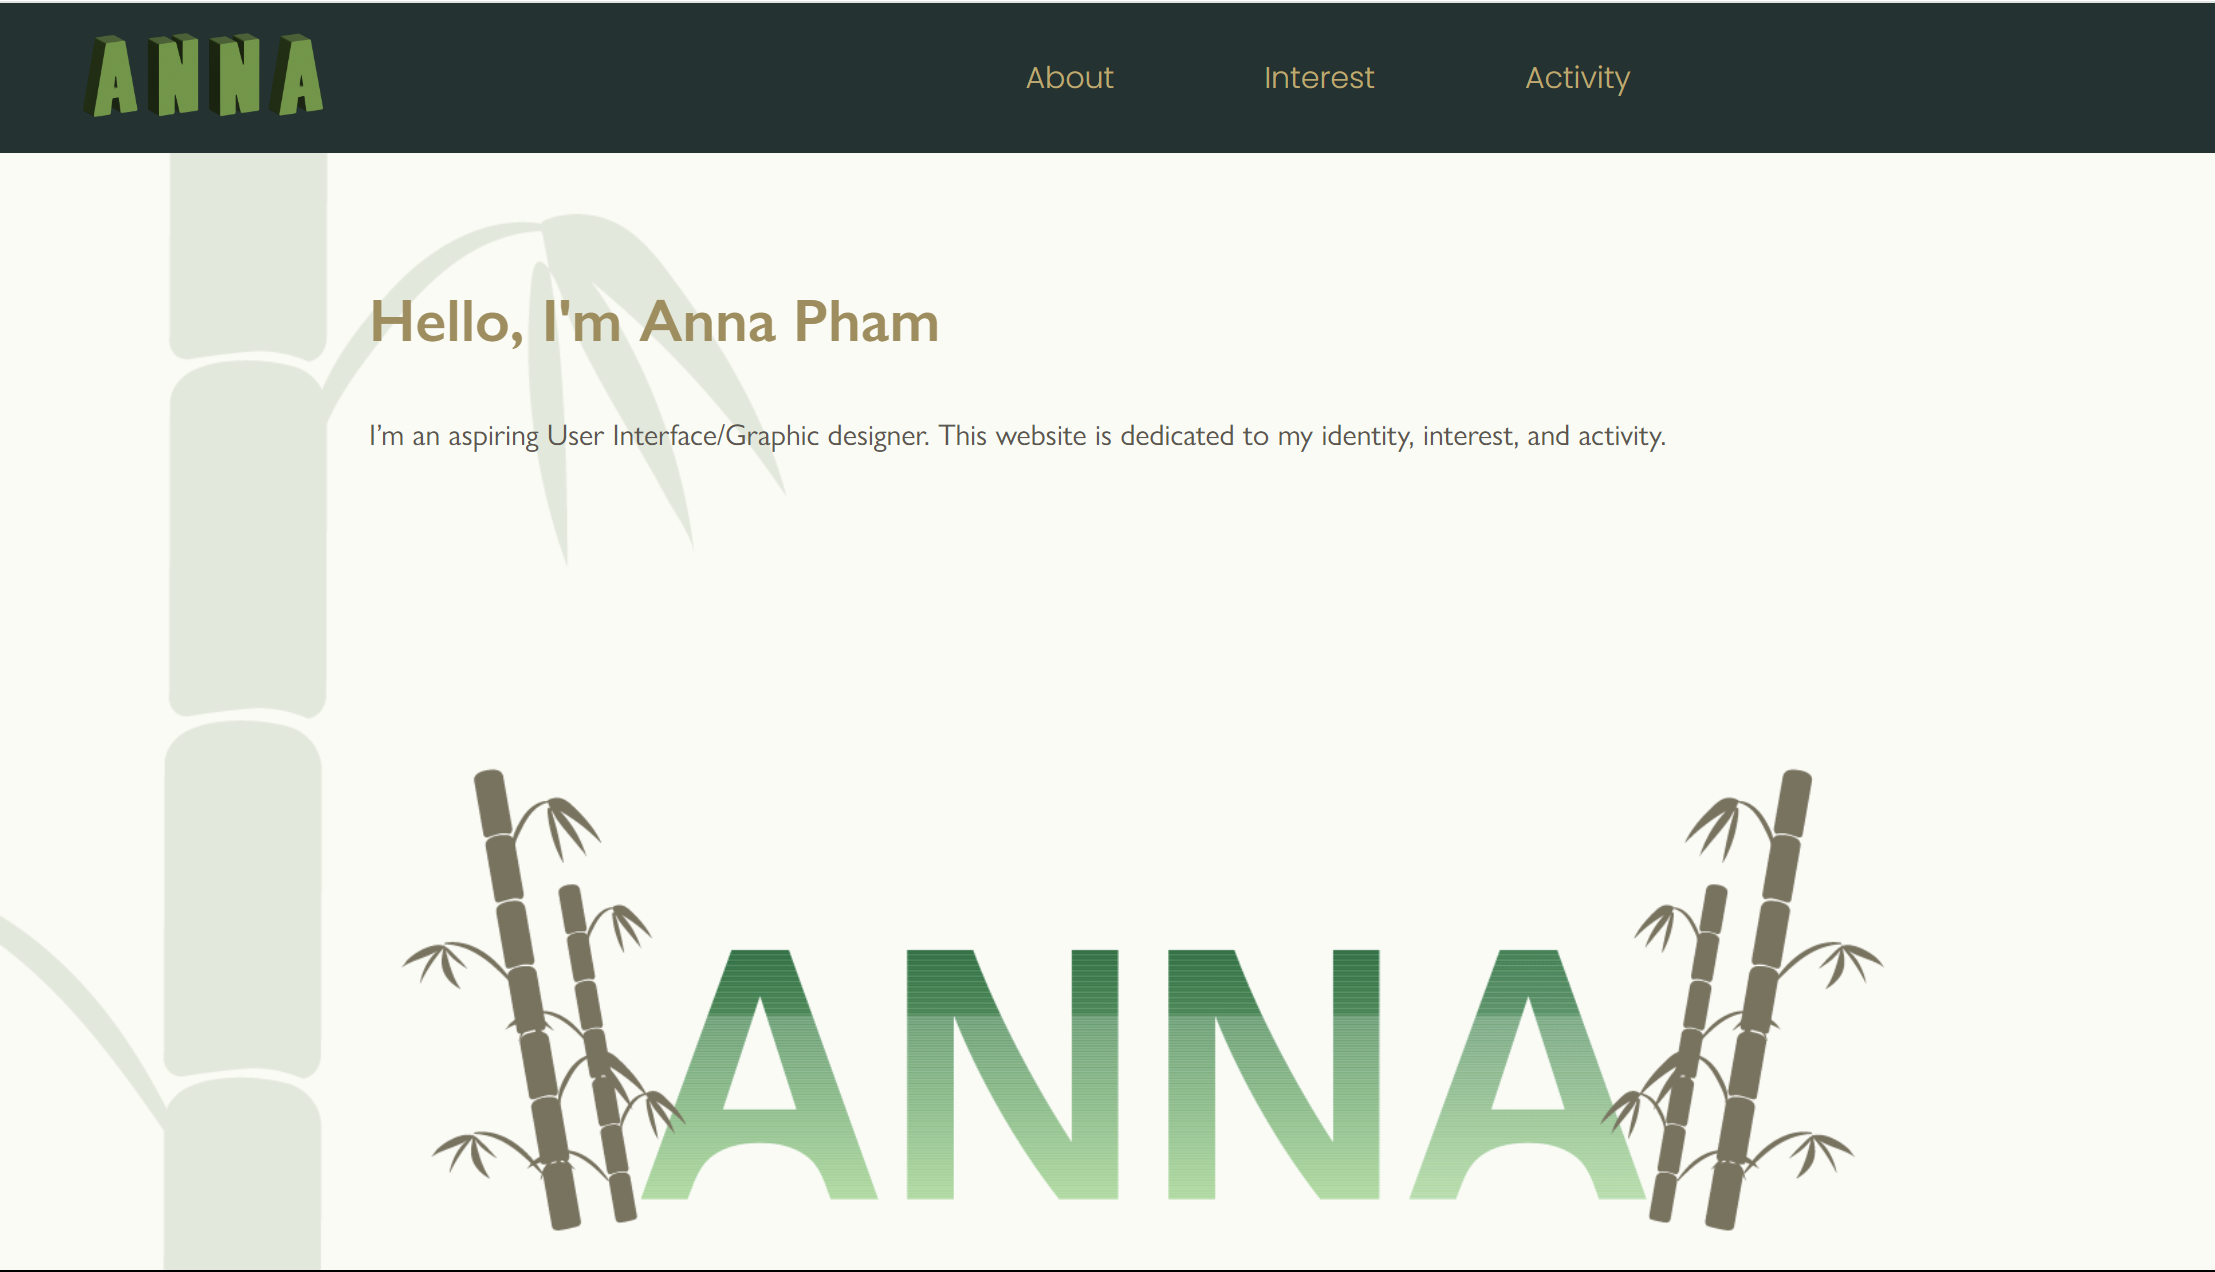 ANNA
About Interest Activity
Hello, I'm Anna Pham
I’m an aspiring User Interface/Graphic designer. This website is dedicated to my identity, interest, and activity.
ANNA